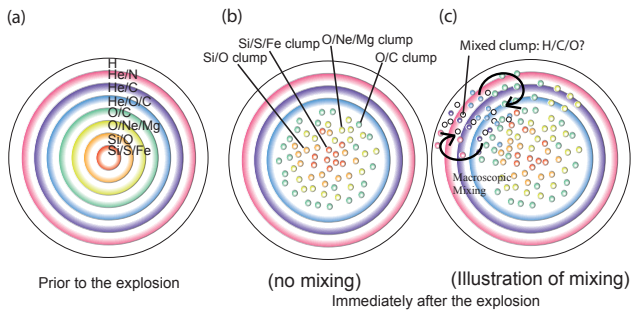 (a)
H
He/N
He/C
He/O/C
O/C
O/Ne/Mg
Si/O
Si/S/Fe
Prior to the explosion
(b)
O/Ne/Mg clump
Si/S/Fe clump
Si/O clump
O/C clump
(no mixing)
(c)
Mixed clump: H/C/O?
Macroscopic
Mixing
(Illustration of mixing)
Immediately after the explosion